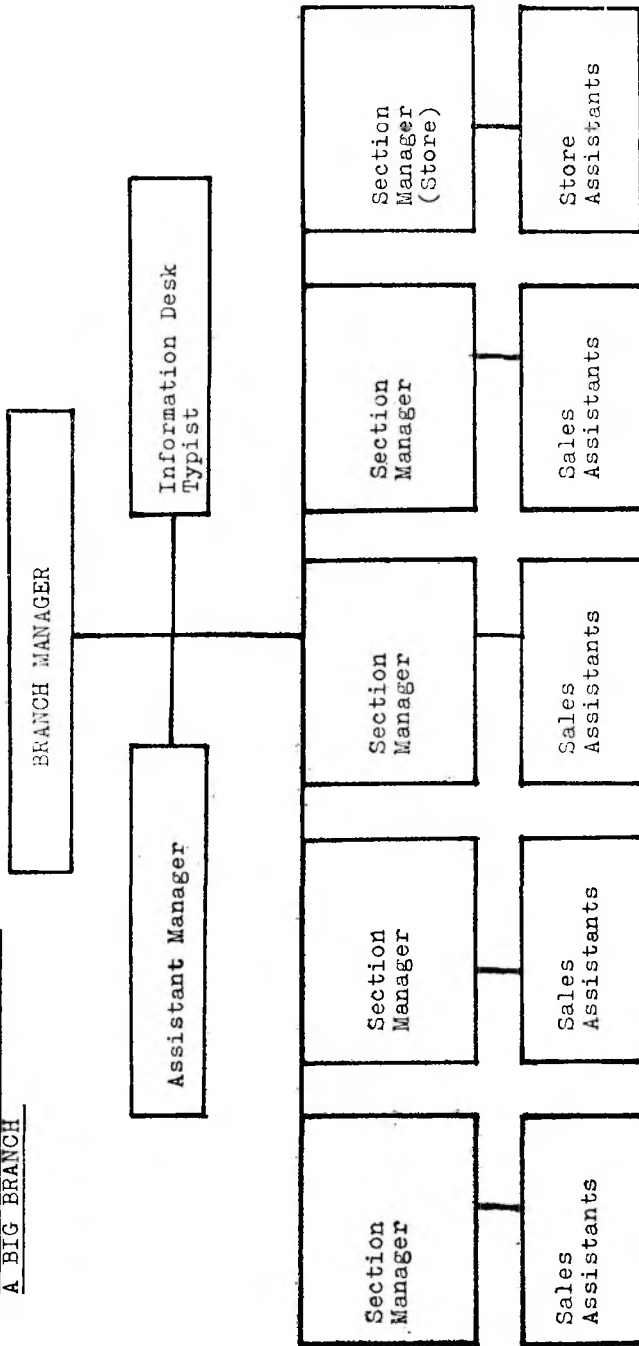 A BIG BRANCH
BRANCH MANAGER
Assistant Manager
Information Desk
Typist
Section
Manager
Section
Manager
Section
Manager
Section
Manager
Section
Manager
(Store)
Sales
Assistants
Sales
Assistants
Sales
Assistants
Sales
Assistants
Store
Assistants